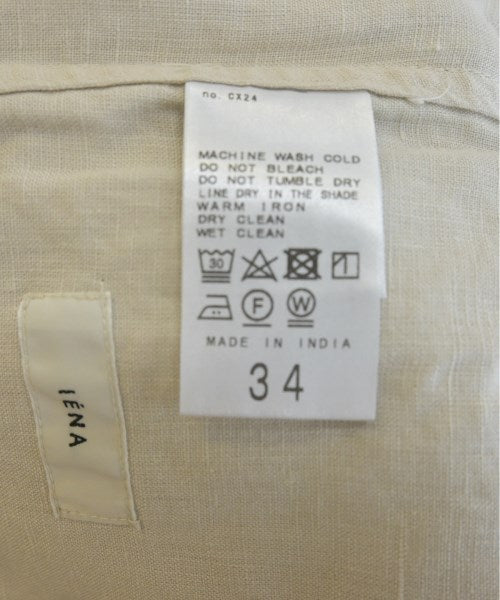 no. CX24
MACHINE WASH COLD
DO NOT BLEACH
DO NOT TUMBLE DRY
LINE DRY IN THE SHADE
WARM IRON
DRY CLEAN
WET CLEAN
30
F
W
MADE IN INDIA
34
IÉNA